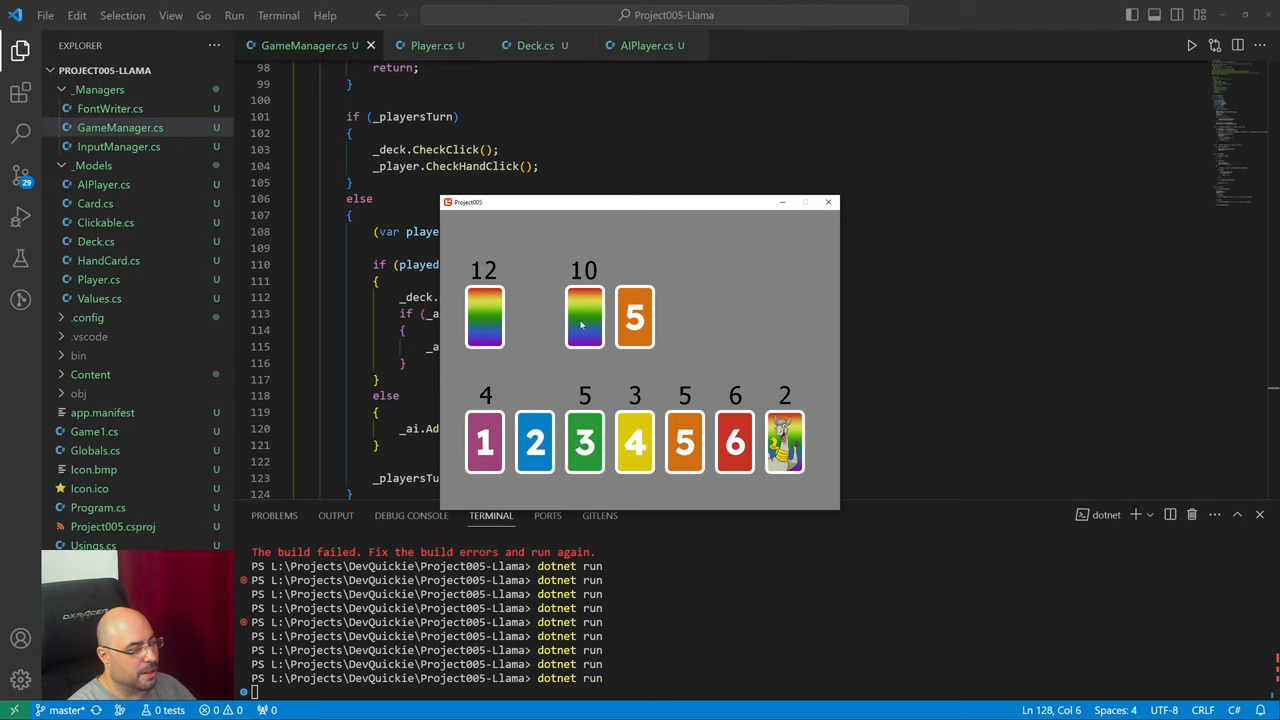 File Edit Selection View Go Run Terminal Help
Project005-Llama
EXPLORER
GameManager.cs
Player.cs U
Deck.cs U
AIPlayer.cs U
PROJECT005-LLAMA
_Managers
FontWriter.cs U
GameManager.cs U
InputManager.cs U
_Models
AIPlayer.cs U
Card.cs U
Clickable.cs U
Deck.cs U
HandCard.cs U
Player.cs U
Values.cs U
.config
.vscode
bin
Content
obj
app.manifest U
Game1.cs U
Globals.cs U
Icon.bmp U
Icon.ico U
Program.cs U
Project005.csproj U
Usings.cs U
98 return;
99 }
100
101 if (_playersTurn)
102 {
103 _deck.CheckClick();
104 _player.CheckHandClick();
105 }
106 else
107 {
108 (var playe
109
110 if (played
111 {
112 _deck.
113 if (_a
114 {
115 _a
116 }
117 }
118 else
119 {
120 _ai.Ad
121 }
122
123 _playersTu
124 }
Project005
12 10
5
4 5 3 5 6 2
1 2 3 4 5 6
PROBLEMS OUTPUT DEBUG CONSOLE TERMINAL PORTS GITLENS
dotnet
The build failed. Fix the build errors and run again.
PS L:\Projects\DevQuickie\Project005-Llama> dotnet run
PS L:\Projects\DevQuickie\Project005-Llama> dotnet run
PS L:\Projects\DevQuickie\Project005-Llama> dotnet run
PS L:\Projects\DevQuickie\Project005-Llama> dotnet run
PS L:\Projects\DevQuickie\Project005-Llama> dotnet run
PS L:\Projects\DevQuickie\Project005-Llama> dotnet run
PS L:\Projects\DevQuickie\Project005-Llama> dotnet run
PS L:\Projects\DevQuickie\Project005-Llama> dotnet run
PS L:\Projects\DevQuickie\Project005-Llama> dotnet run
29
DXRACER
master* 0 tests 0 0 0
Ln 128, Col 6 Spaces: 4 UTF-8 CRLF C#